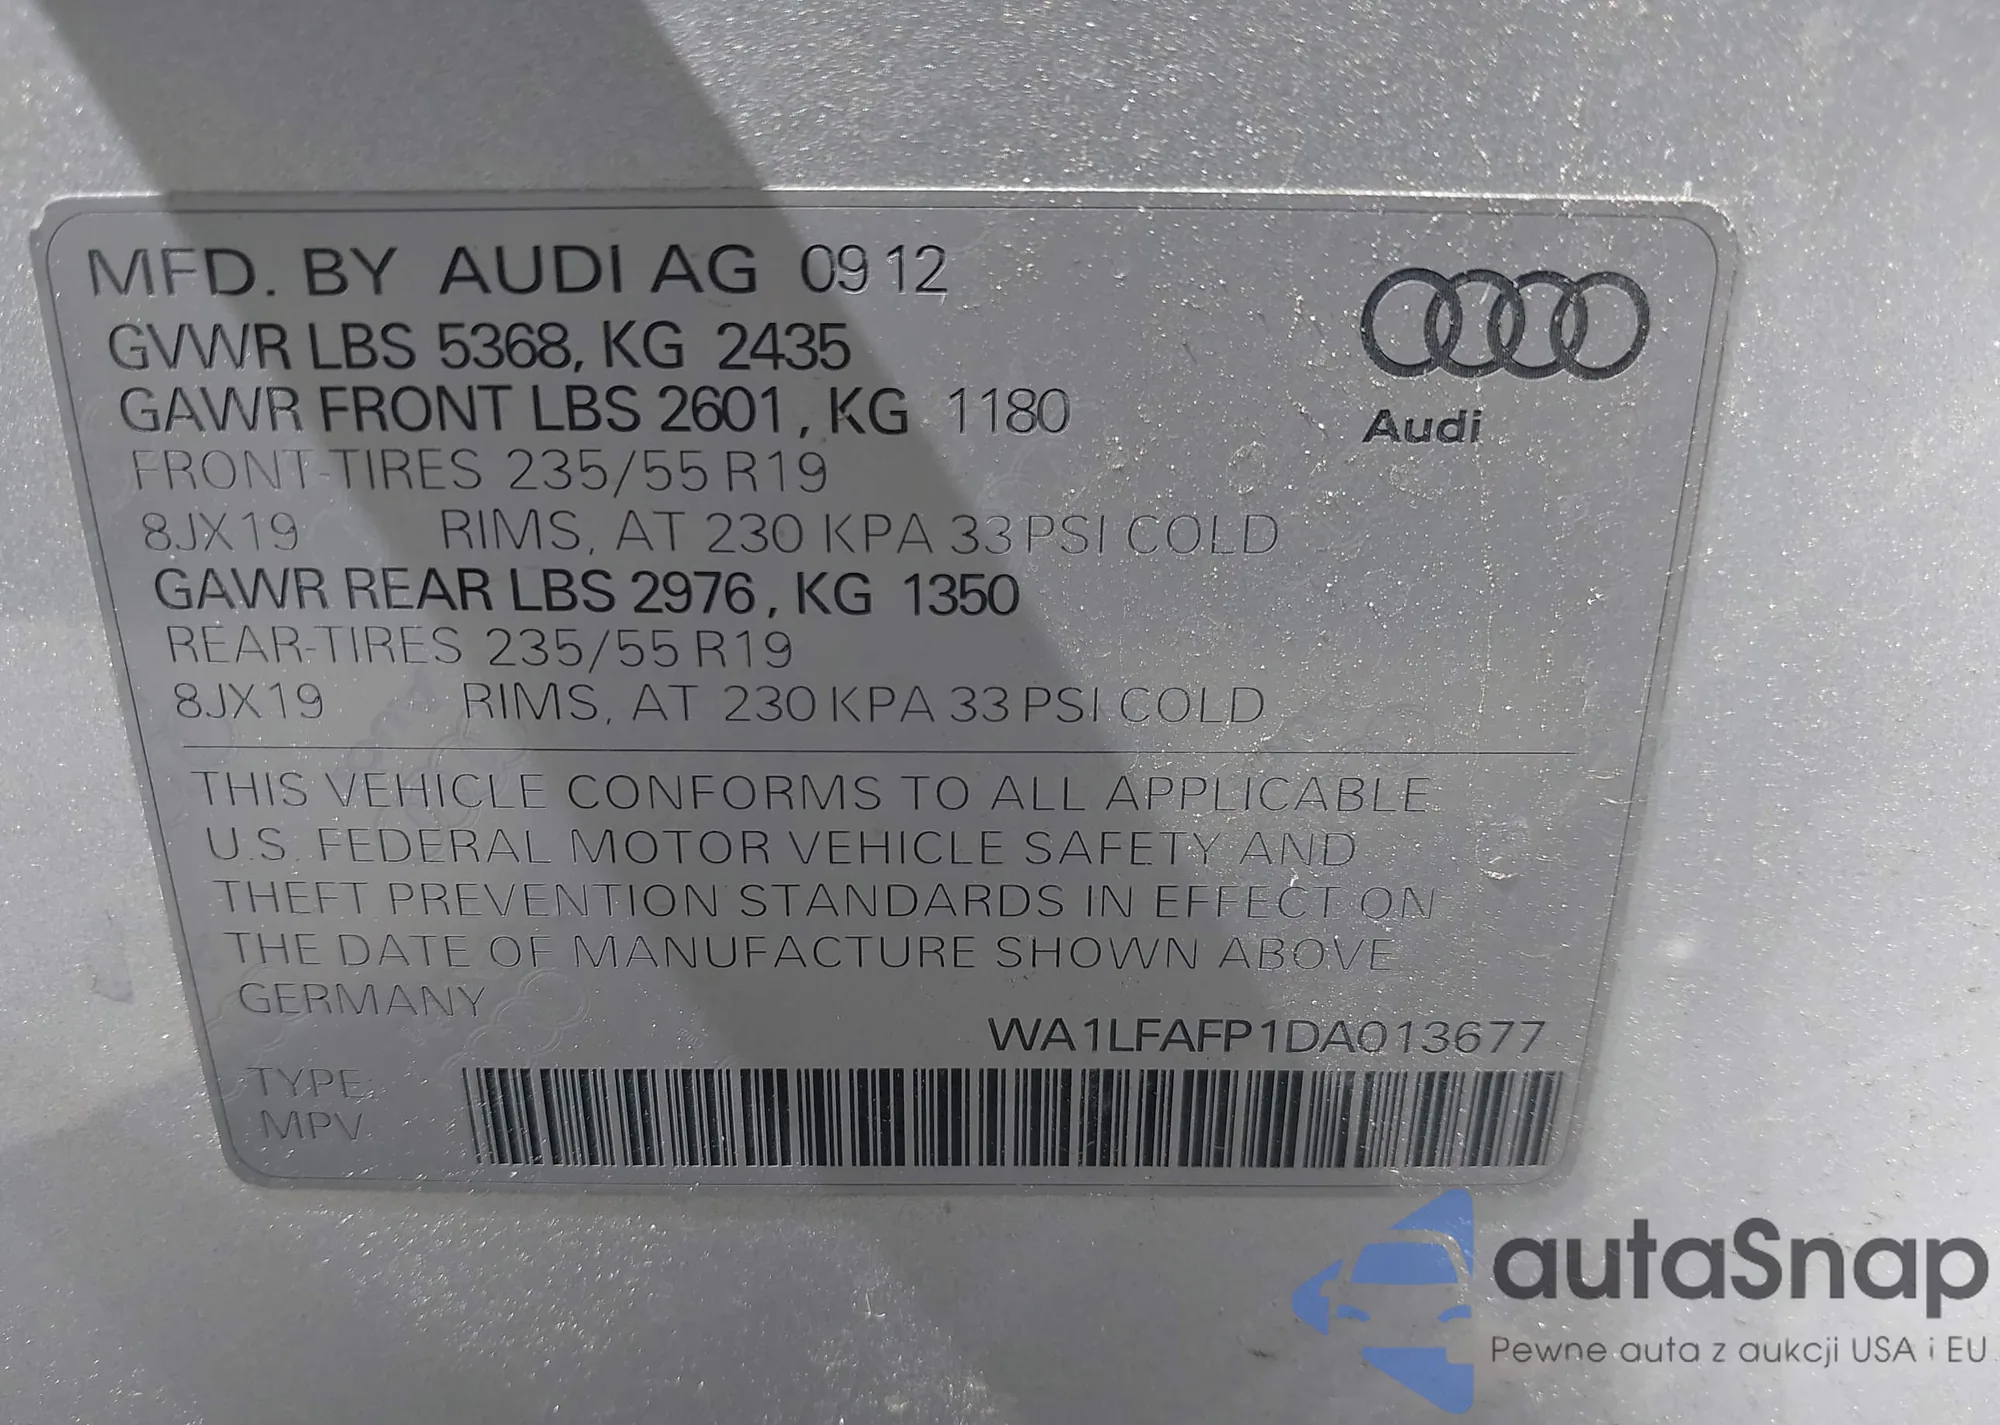 MFD. BY AUDI AG 09 12
GVWR LBS 5368, KG 2435
GAWR FRONT LBS 2601, KG 1180
FRONT-TIRES 235/55 R19
8JX19 RIMS, AT 230 KPA 33 PSI COLD
GAWR REAR LBS 2976, KG 1350
REAR-TIRES 235/55 R19
8JX19 RIMS, AT 230 KPA 33 PSI COLD
Audi
THIS VEHICLE CONFORMS TO ALL APPLICABLE
U.S. FEDERAL MOTOR VEHICLE SAFETY AND
THEFT PREVENTION STANDARDS IN EFFECT ON
THE DATE OF MANUFACTURE SHOWN ABOVE
GERMANY
WA1LFAFP1DA013677
TYPE:
MPV
autaSnap
Pewne auta z aukcji USA i EU